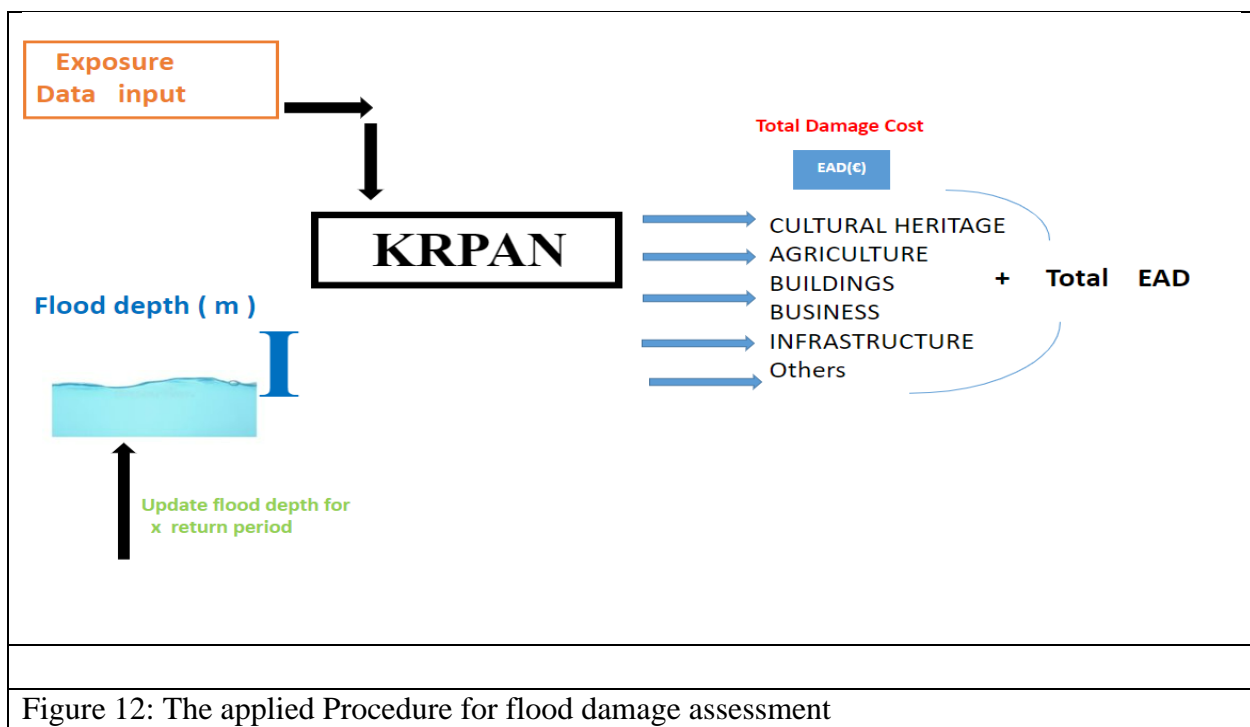 Exposure
Data input
Total Damage Cost
EAD(€)
KRPAN
CULTURAL HERITAGE
AGRICULTURE
BUILDINGS
BUSINESS
INFRASTRUCTURE
Others
+ Total EAD
Flood depth ( m )
I
Update flood depth for
x return period
Figure 12: The applied Procedure for flood damage assessment